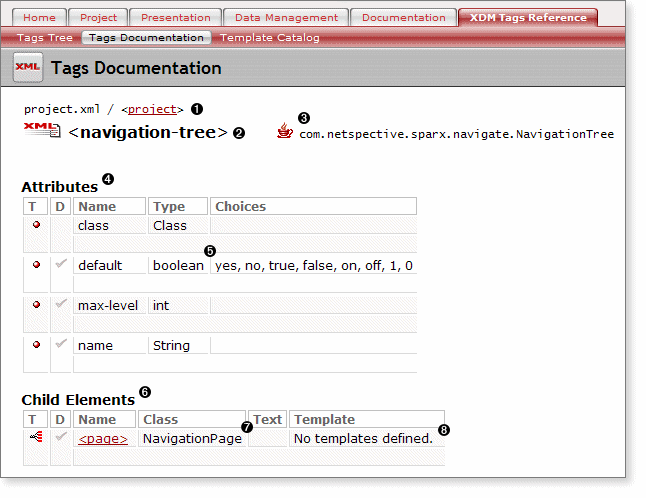 Home Project Presentation Data Management Documentation XDM Tags Reference
Tags Tree Tags Documentation Template Catalog
XML Tags Documentation
project.xml / <project> ❶
XML <navigation-tree> ❷ ❸ com.netspective.sparx.navigate.NavigationTree
Attributes ❹
T D Name Type Choices
class Class
default boolean ❺ yes, no, true, false, on, off, 1, 0
max-level int
name String
Child Elements ❻
T D Name Class Text Template
<page> NavigationPage ❼ No templates defined. ❽